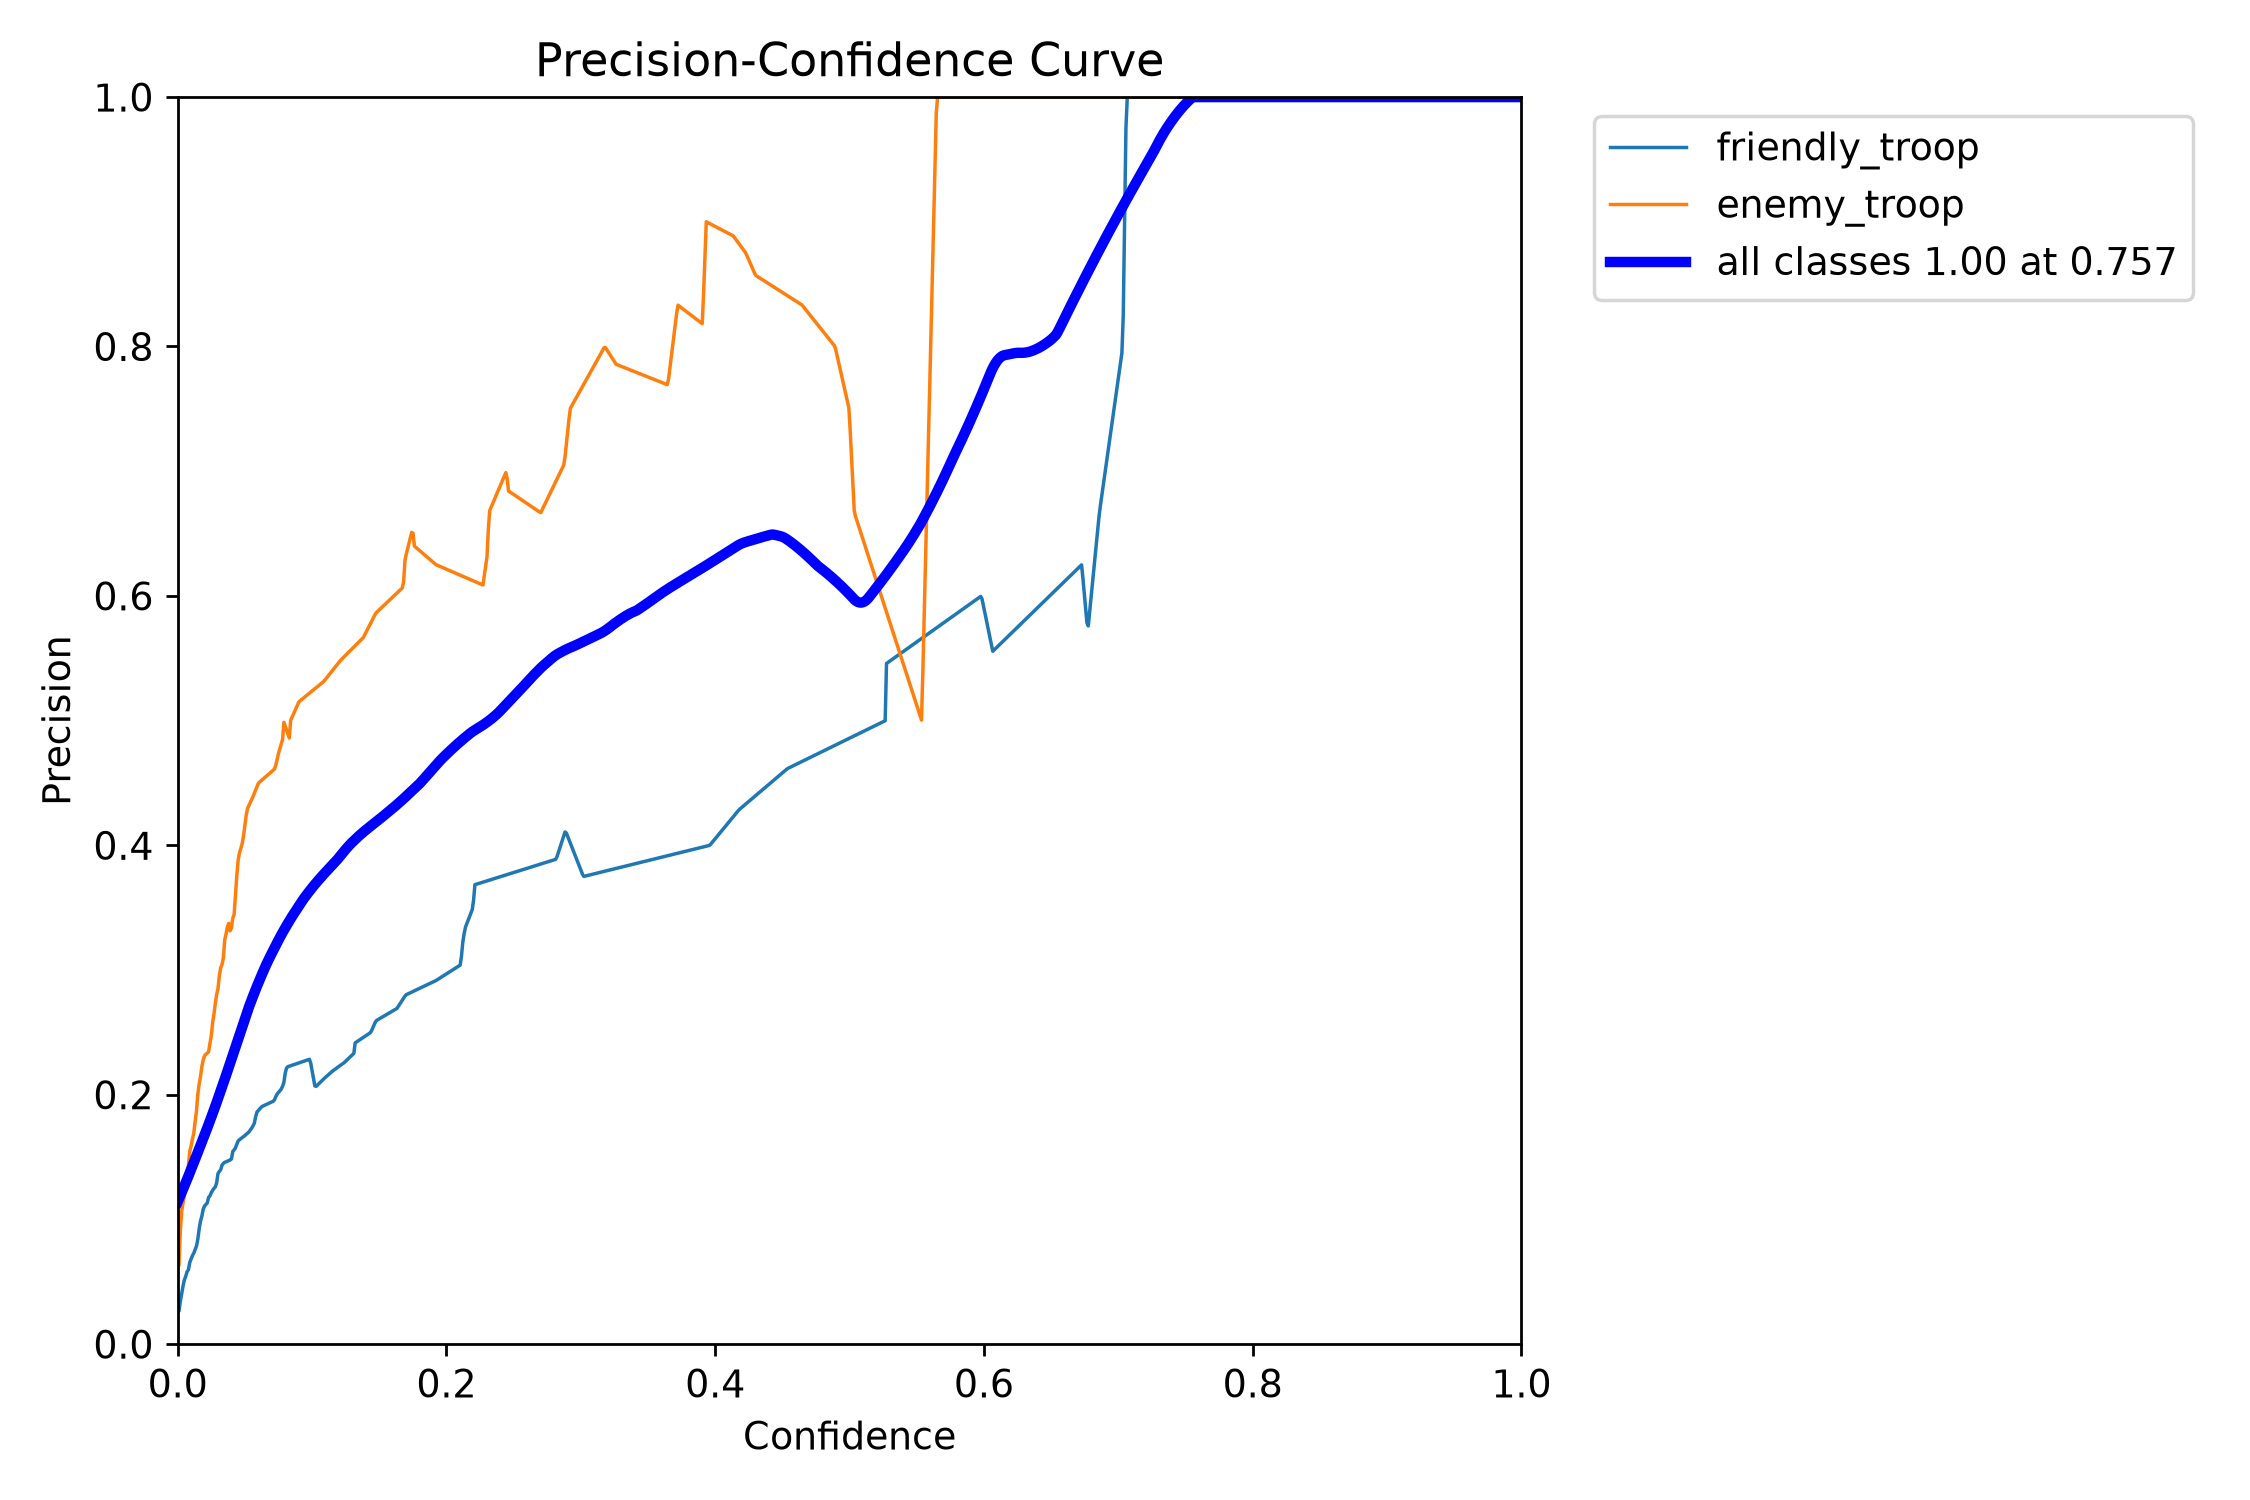 Precision-Confidence Curve
1.0
0.8
0.6
0.4
0.2
0.0
Precision
0.0 0.2 0.4 0.6 0.8 1.0
Confidence
friendly_troop
enemy_troop
all classes 1.00 at 0.757